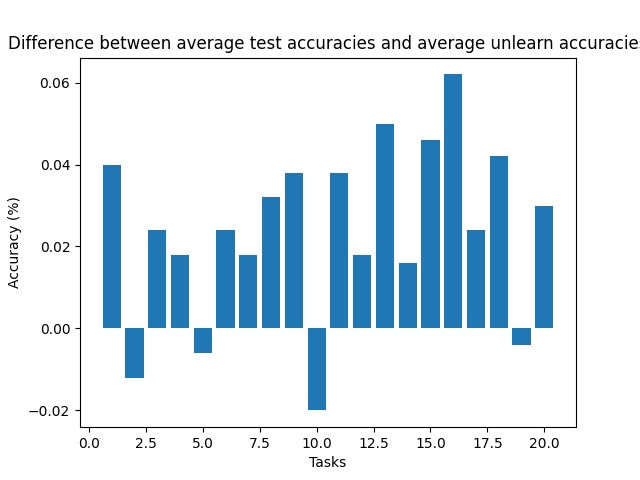 Difference between average test accuracies and average unlearn accuracies
Accuracy (%)
0.06
0.04
0.02
0.00
−0.02
0.0 2.5 5.0 7.5 10.0 12.5 15.0 17.5 20.0
Tasks